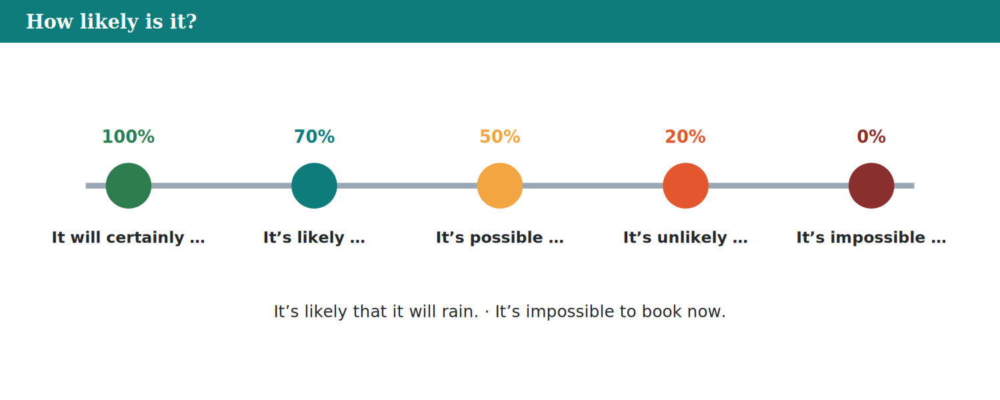 How likely is it?
100% 70% 50% 20% 0%
It will certainly … It’s likely … It’s possible … It’s unlikely … It’s impossible …
It’s likely that it will rain. · It’s impossible to book now.